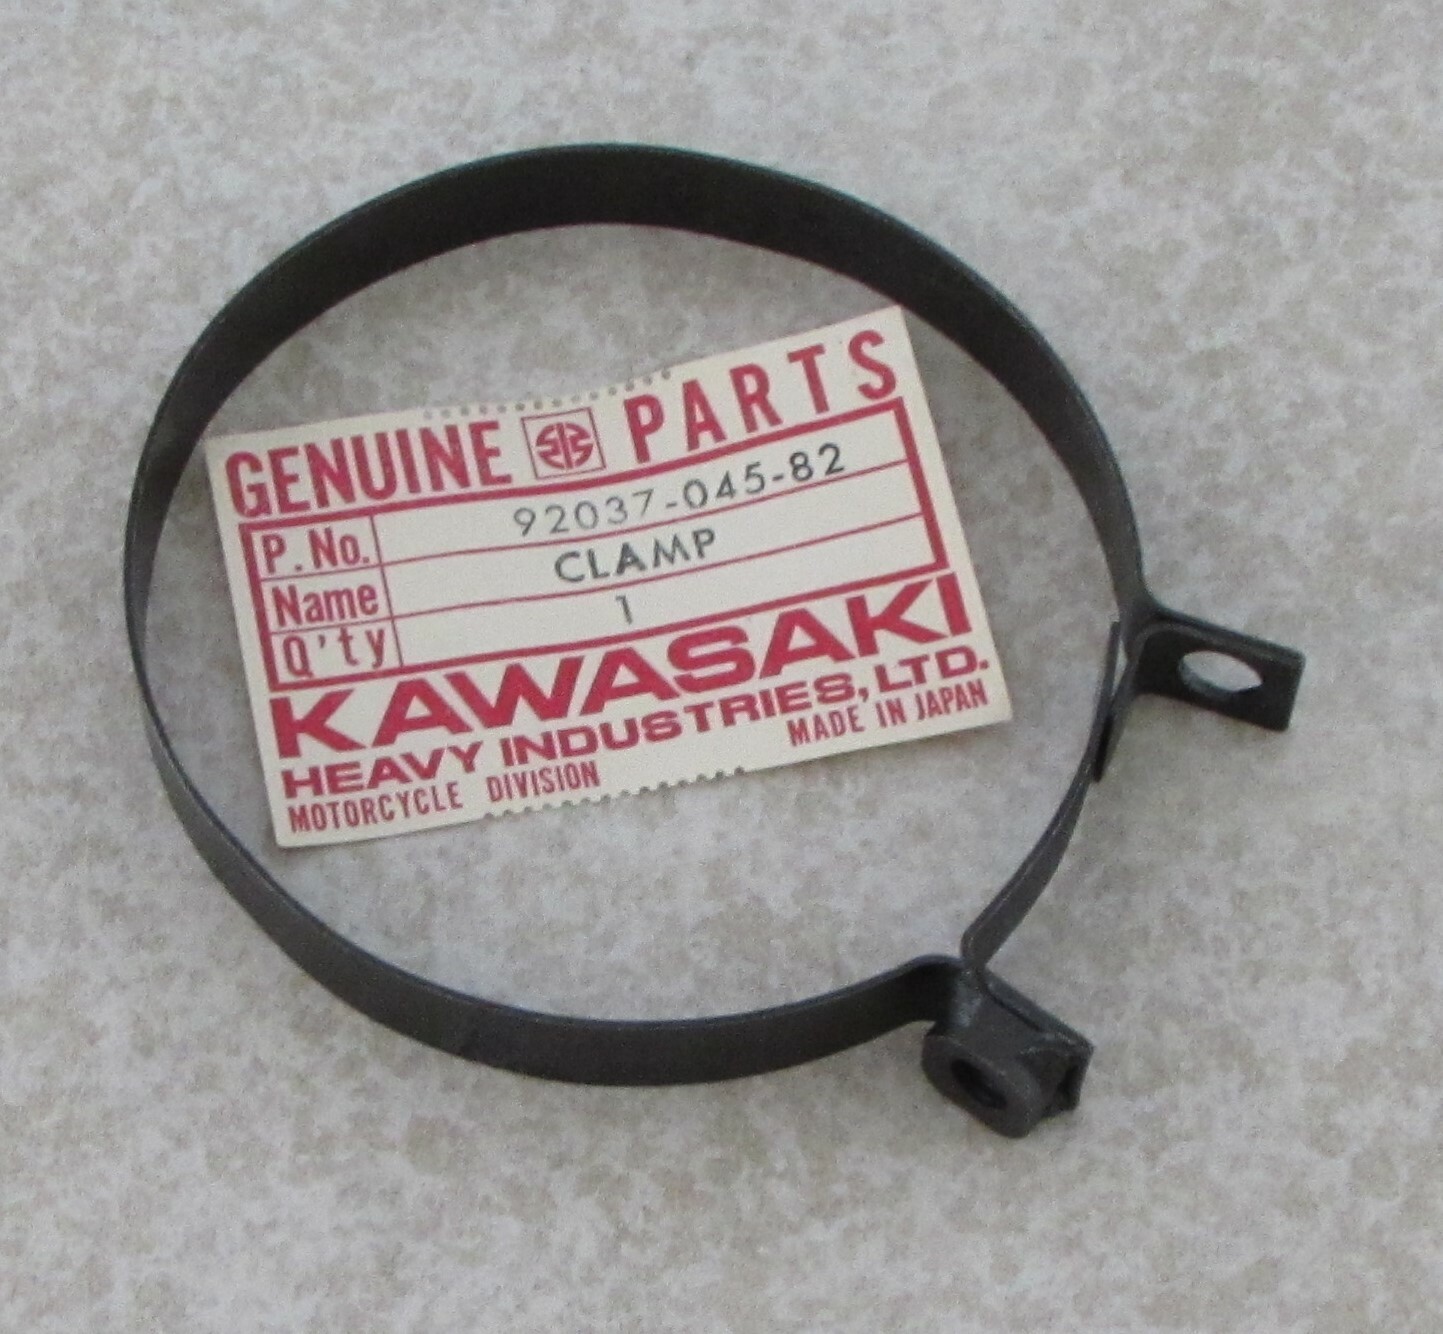 GENUINE PARTS
P. No. 92037-045-82
Name CLAMP
Q'ty 1
KAWASAKI
HEAVY INDUSTRIES, LTD.
MOTORCYCLE DIVISION MADE IN JAPAN